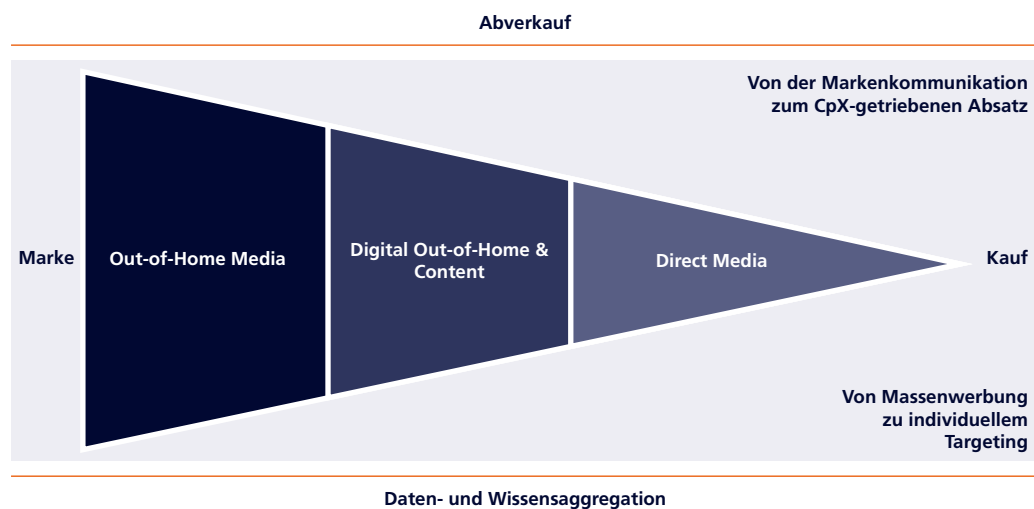 Abverkauf
Von der Markenkommunikation
zum CpX-getriebenen Absatz
Marke
Out-of-Home Media
Digital Out-of-Home &
Content
Direct Media
Kauf
Von Massenwerbung
zu individuellem
Targeting
Daten- und Wissensaggregation